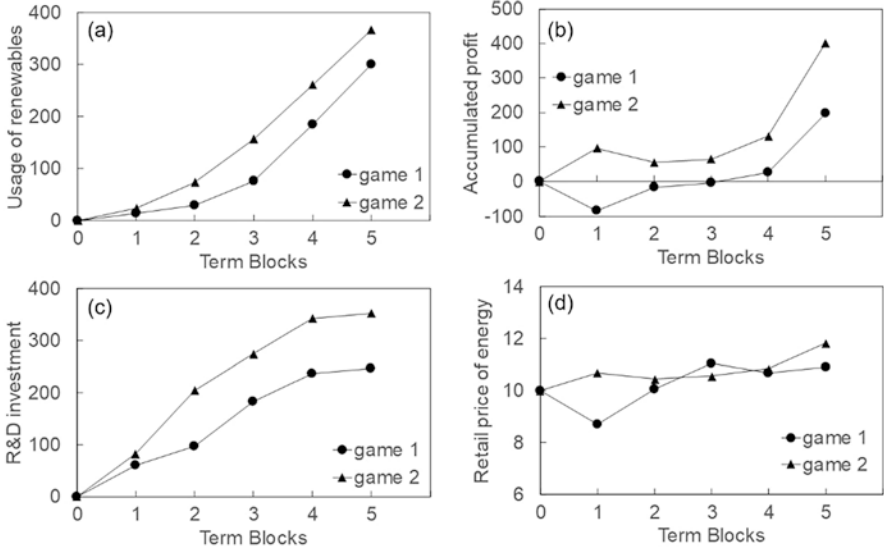 (a)
Usage of renewables
400
300
200
100
0
0 1 2 3 4 5
Term Blocks
game 1
game 2
(b)
Accumulated profit
500
400
300
200
100
0
-100
0 1 2 3 4 5
Term Blocks
game 1
game 2
(c)
R&D investment
400
300
200
100
0
0 1 2 3 4 5
Term Blocks
game 1
game 2
(d)
Retail price of energy
14
12
10
8
6
0 1 2 3 4 5
Term Blocks
game 1
game 2